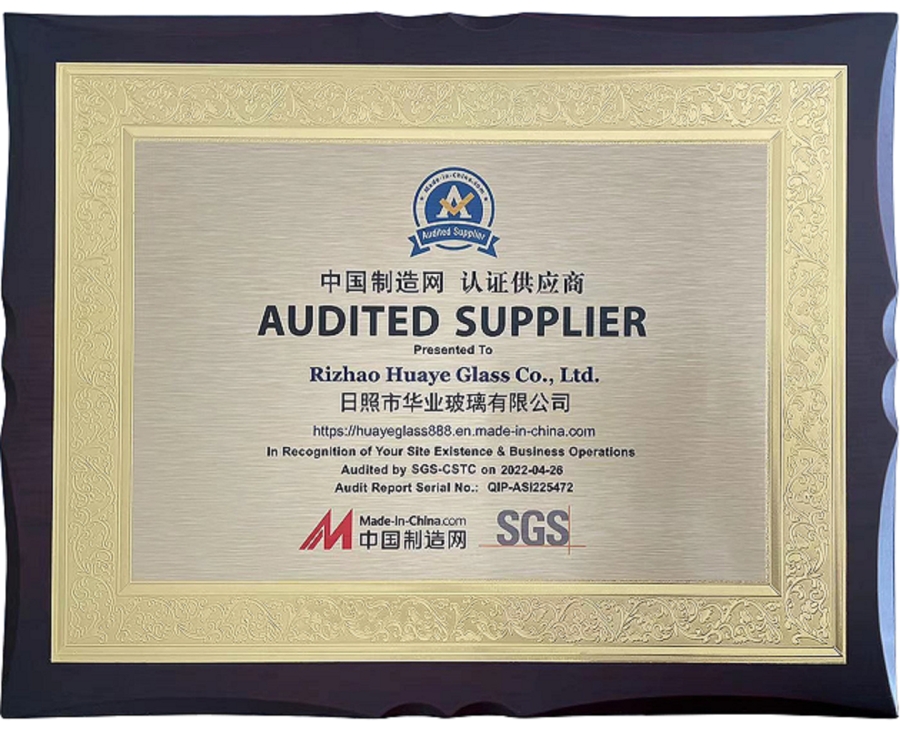 Made-in-China.com
A
Audited Supplier
中国制造网 认证供应商
AUDITED SUPPLIER
Presented To
Rizhao Huaye Glass Co., Ltd.
日照市华业玻璃有限公司
https://huayeglass888.en.made-in-china.com
In Recognition of Your Site Existence & Business Operations
Audited by SGS-CSTC on 2022-04-26
Audit Report Serial No.: QIP-ASI225472
Made-in-China.com
中国制造网
SGS